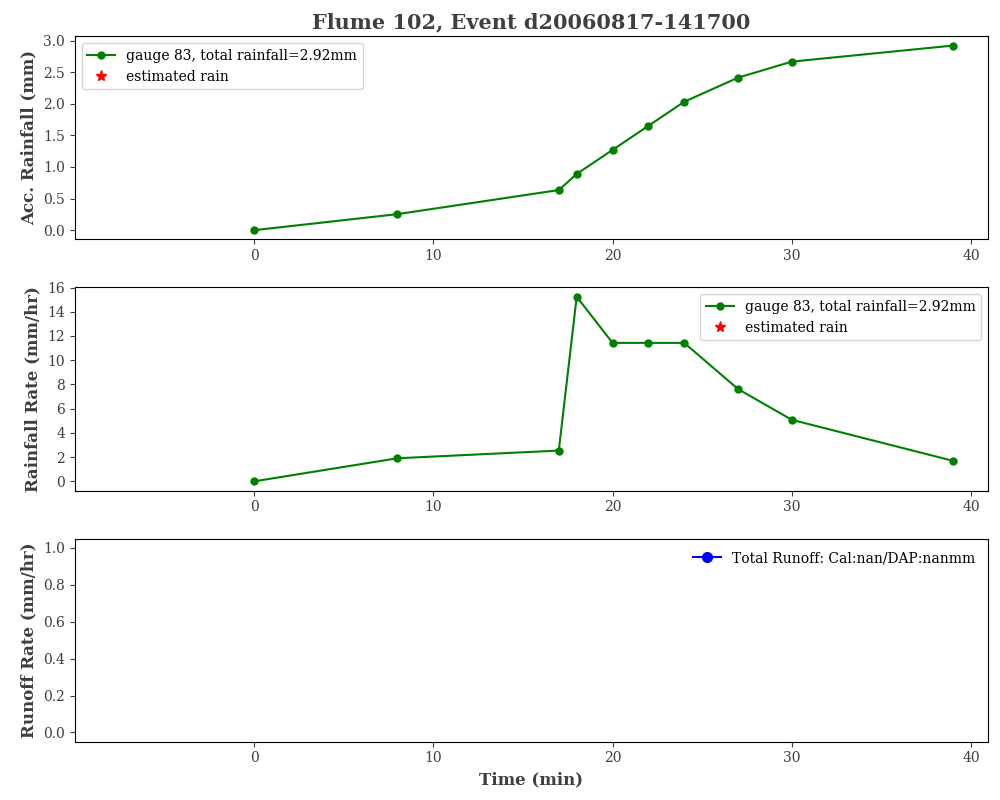 Flume 102, Event d20060817-141700
Acc. Rainfall (mm)
3.0
2.5
2.0
1.5
1.0
0.5
0.0
gauge 83, total rainfall=2.92mm
estimated rain
0 10 20 30 40
Rainfall Rate (mm/hr)
16
14
12
10
8
6
4
2
0
gauge 83, total rainfall=2.92mm
estimated rain
0 10 20 30 40
Runoff Rate (mm/hr)
1.0
0.8
0.6
0.4
0.2
0.0
Total Runoff: Cal:nan/DAP:nanmm
0 10 20 30 40
Time (min)